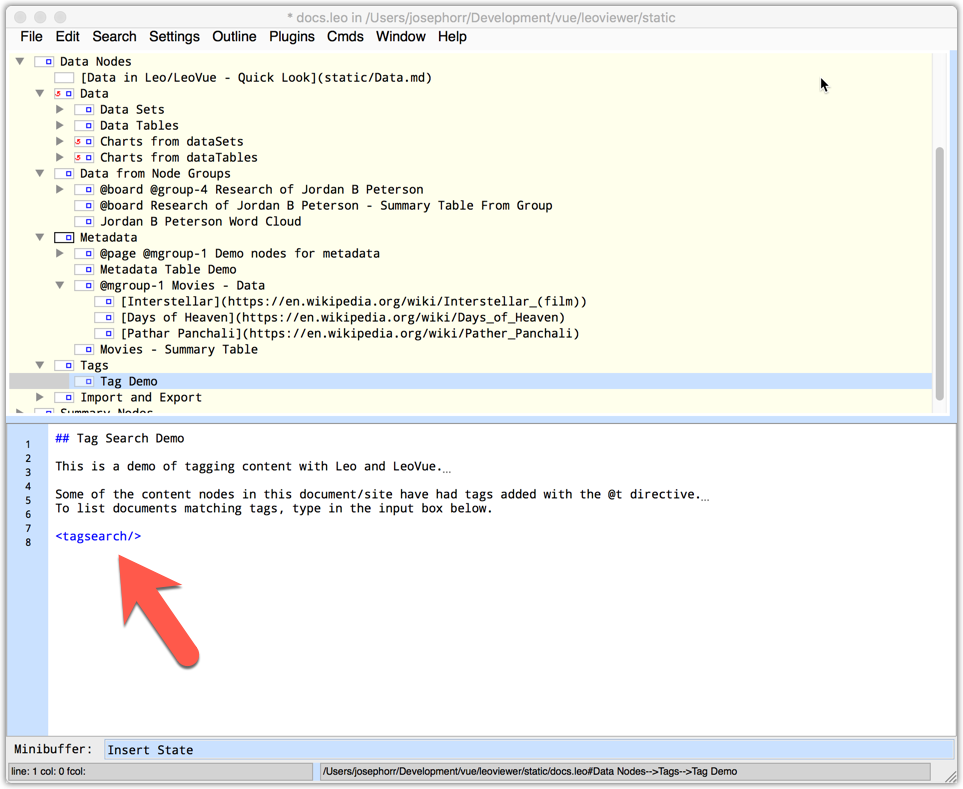 * docs.leo in /Users/josephorr/Development/vue/leoviewer/static
File Edit Search Settings Outline Plugins Cmds Window Help
Data Nodes
[Data in Leo/LeoVue - Quick Look](static/Data.md)
Data
Data Sets
Data Tables
Charts from dataSets
Charts from dataTables
Data from Node Groups
@board @group-4 Research of Jordan B Peterson
@board Research of Jordan B Peterson - Summary Table From Group
Jordan B Peterson Word Cloud
Metadata
@page @mgroup-1 Demo nodes for metadata
Metadata Table Demo
@mgroup-1 Movies - Data
[Interstellar](https://en.wikipedia.org/wiki/Interstellar_(film))
[Days of Heaven](https://en.wikipedia.org/wiki/Days_of_Heaven)
[Pathar Panchali](https://en.wikipedia.org/wiki/Pather_Panchali)
Movies - Summary Table
Tags
Tag Demo
Import and Export
Summary Nodes
1 ## Tag Search Demo
2
3 This is a demo of tagging content with Leo and LeoVue.
4
5 Some of the content nodes in this document/site have had tags added with the @t directive.
6 To list documents matching tags, type in the input box below.
7
8 <tagsearch/>
Minibuffer: Insert State
line: 1 col: 0 fcol:
/Users/josephorr/Development/vue/leoviewer/static/docs.leo#Data Nodes-->Tags-->Tag Demo